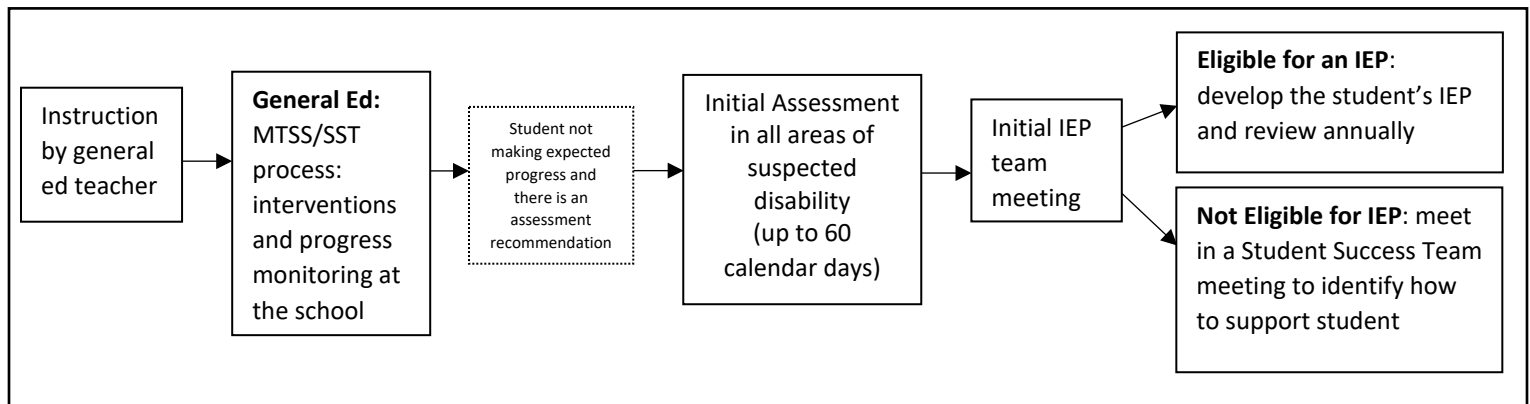 Instruction
by general
ed teacher
General Ed:
MTSS/SST
process:
interventions
and progress
monitoring at
the school
Student not
making expected
progress and
there is an
assessment
recommendation
Initial Assessment
in all areas of
suspected
disability
(up to 60
calendar days)
Initial IEP
team
meeting
Eligible for an IEP:
develop the student’s IEP
and review annually
Not Eligible for IEP: meet
in a Student Success Team
meeting to identify how
to support student